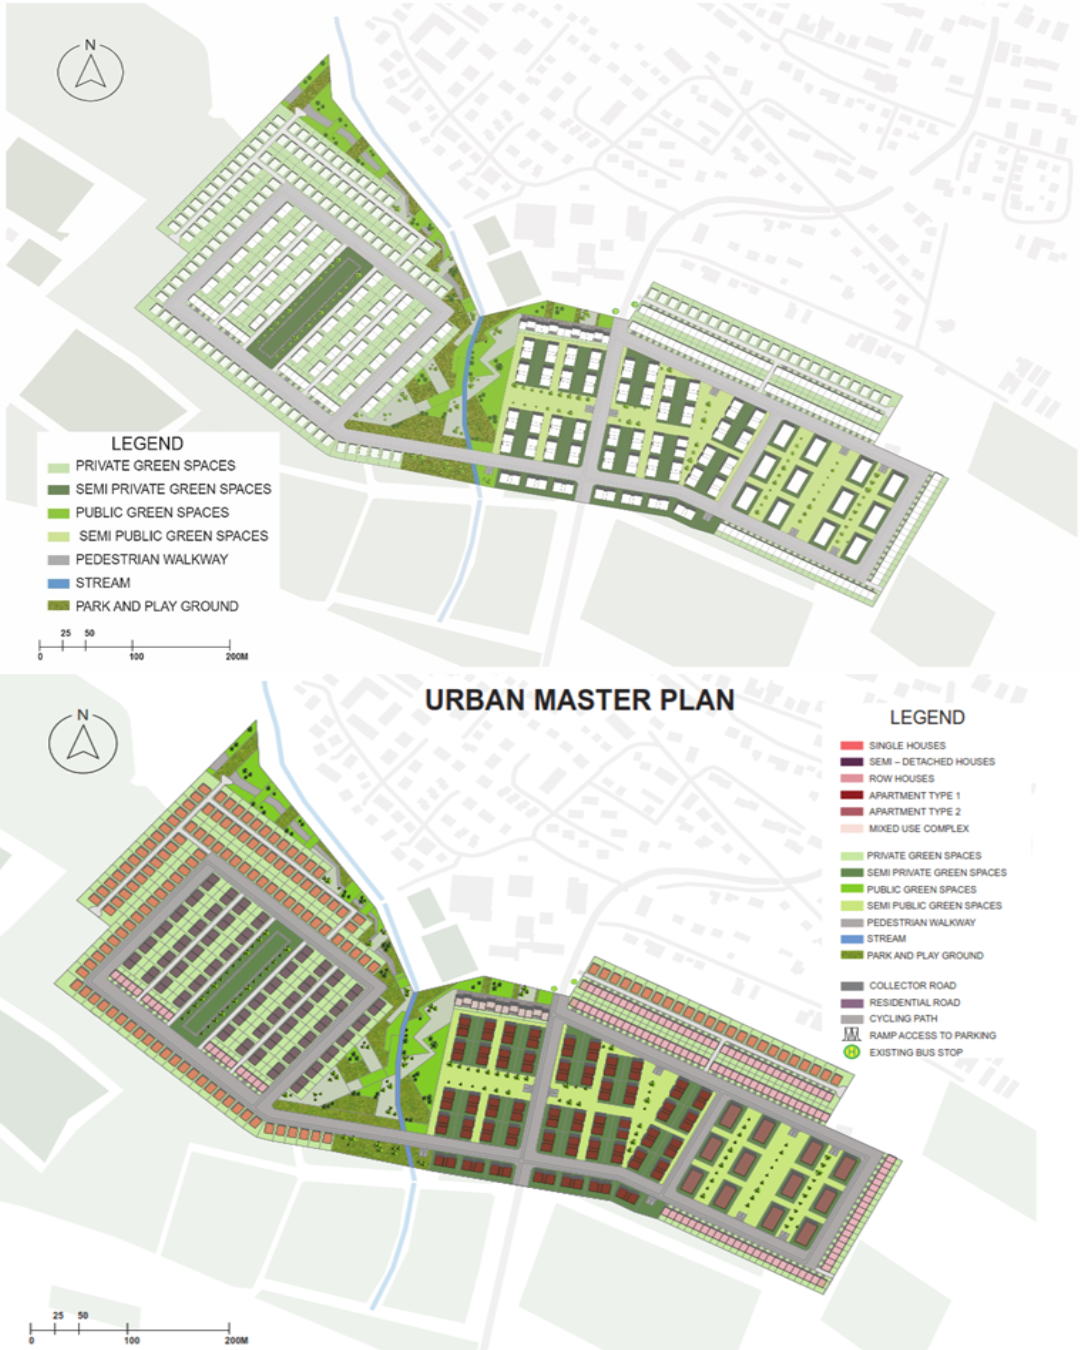 N
LEGEND
PRIVATE GREEN SPACES
SEMI PRIVATE GREEN SPACES
PUBLIC GREEN SPACES
SEMI PUBLIC GREEN SPACES
PEDESTRIAN WALKWAY
STREAM
PARK AND PLAY GROUND
25 50
0 100 200M
URBAN MASTER PLAN
N
LEGEND
SINGLE HOUSES
SEMI – DETACHED HOUSES
ROW HOUSES
APARTMENT TYPE 1
APARTMENT TYPE 2
MIXED USE COMPLEX
PRIVATE GREEN SPACES
SEMI PRIVATE GREEN SPACES
PUBLIC GREEN SPACES
SEMI PUBLIC GREEN SPACES
PEDESTRIAN WALKWAY
STREAM
PARK AND PLAY GROUND
COLLECTOR ROAD
RESIDENTIAL ROAD
CYCLING PATH
RAMP ACCESS TO PARKING
H EXISTING BUS STOP
25 50
0 100 200M